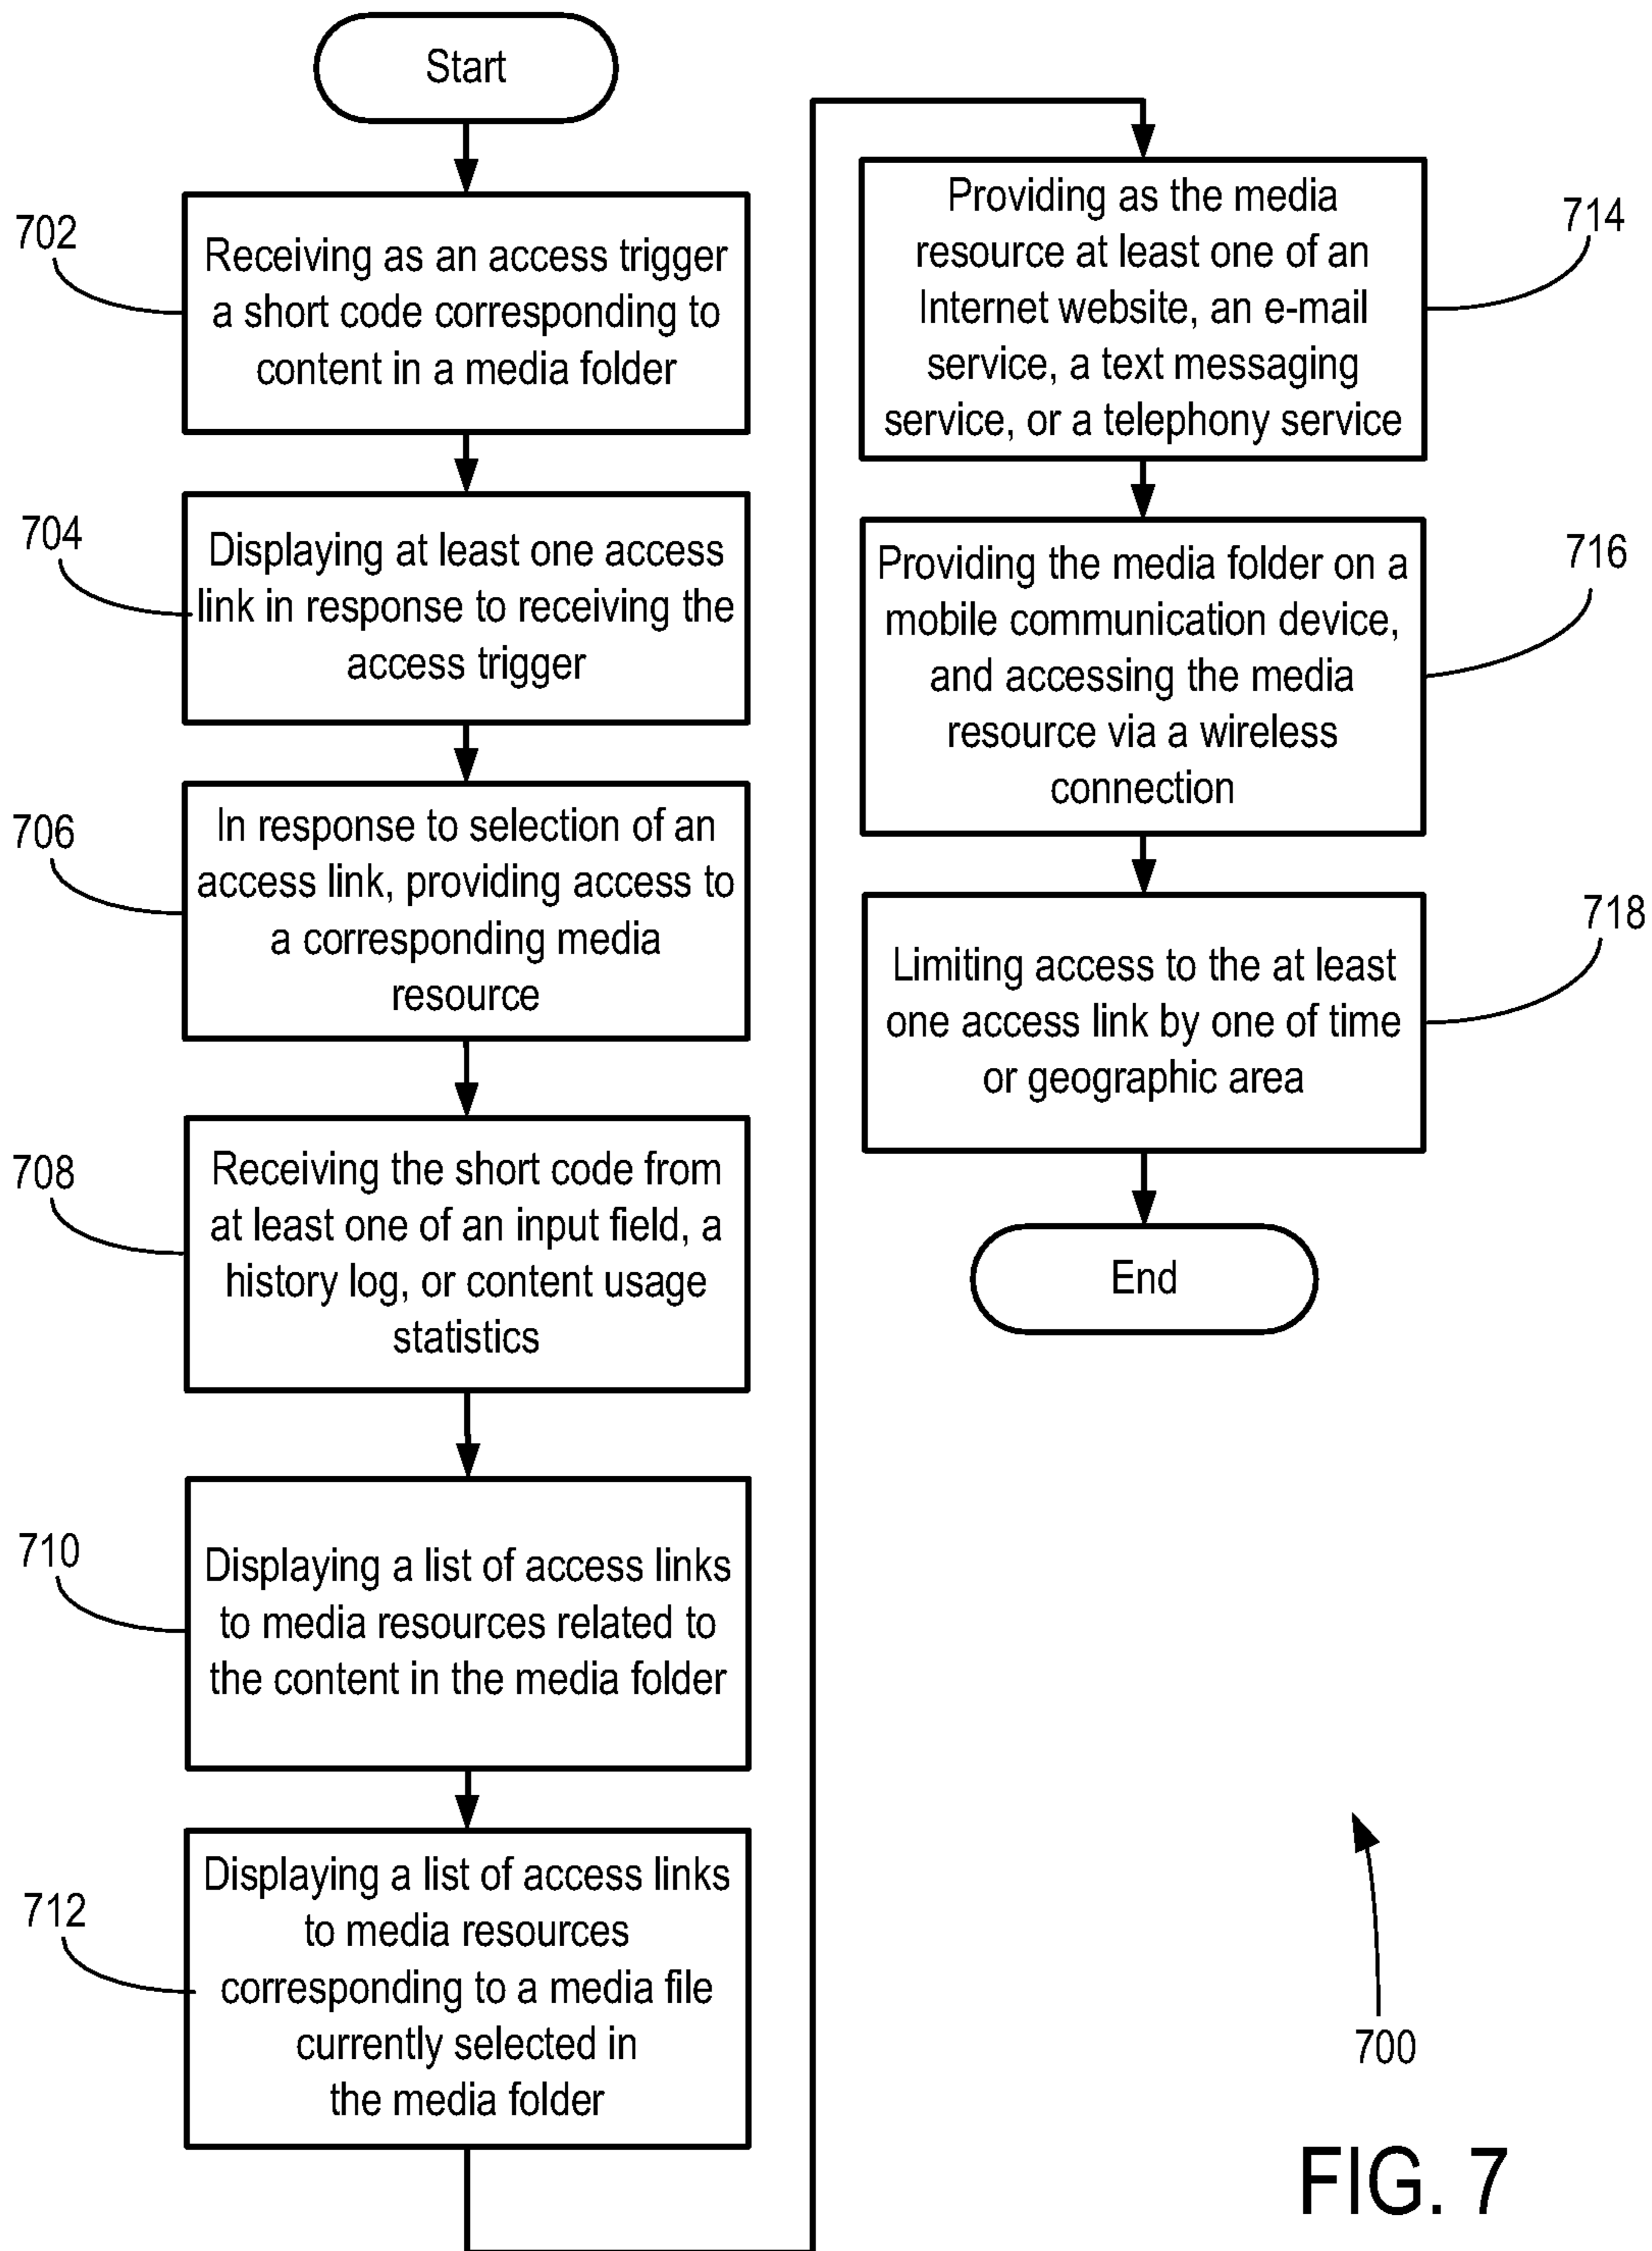 Start
702
Receiving as an access trigger
a short code corresponding to
content in a media folder
704
Displaying at least one access
link in response to receiving the
access trigger
706
In response to selection of an
access link, providing access to
a corresponding media
resource
708
Receiving the short code from
at least one of an input field, a
history log, or content usage
statistics
710
Displaying a list of access links
to media resources related to
the content in the media folder
712
Displaying a list of access links
to media resources
corresponding to a media file
currently selected in
the media folder
714
Providing as the media
resource at least one of an
Internet website, an e-mail
service, a text messaging
service, or a telephony service
716
Providing the media folder on a
mobile communication device,
and accessing the media
resource via a wireless
connection
718
Limiting access to the at least
one access link by one of time
or geographic area
End
700
FIG. 7